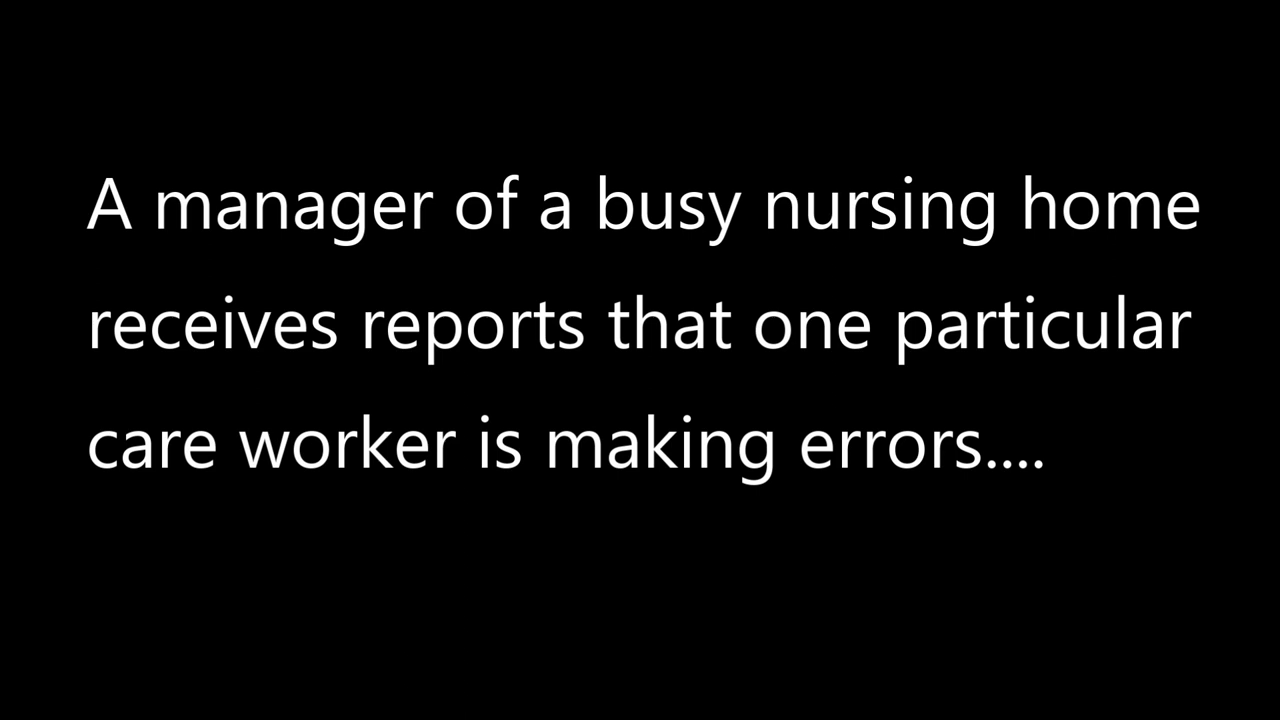 A manager of a busy nursing home
receives reports that one particular
care worker is making errors....